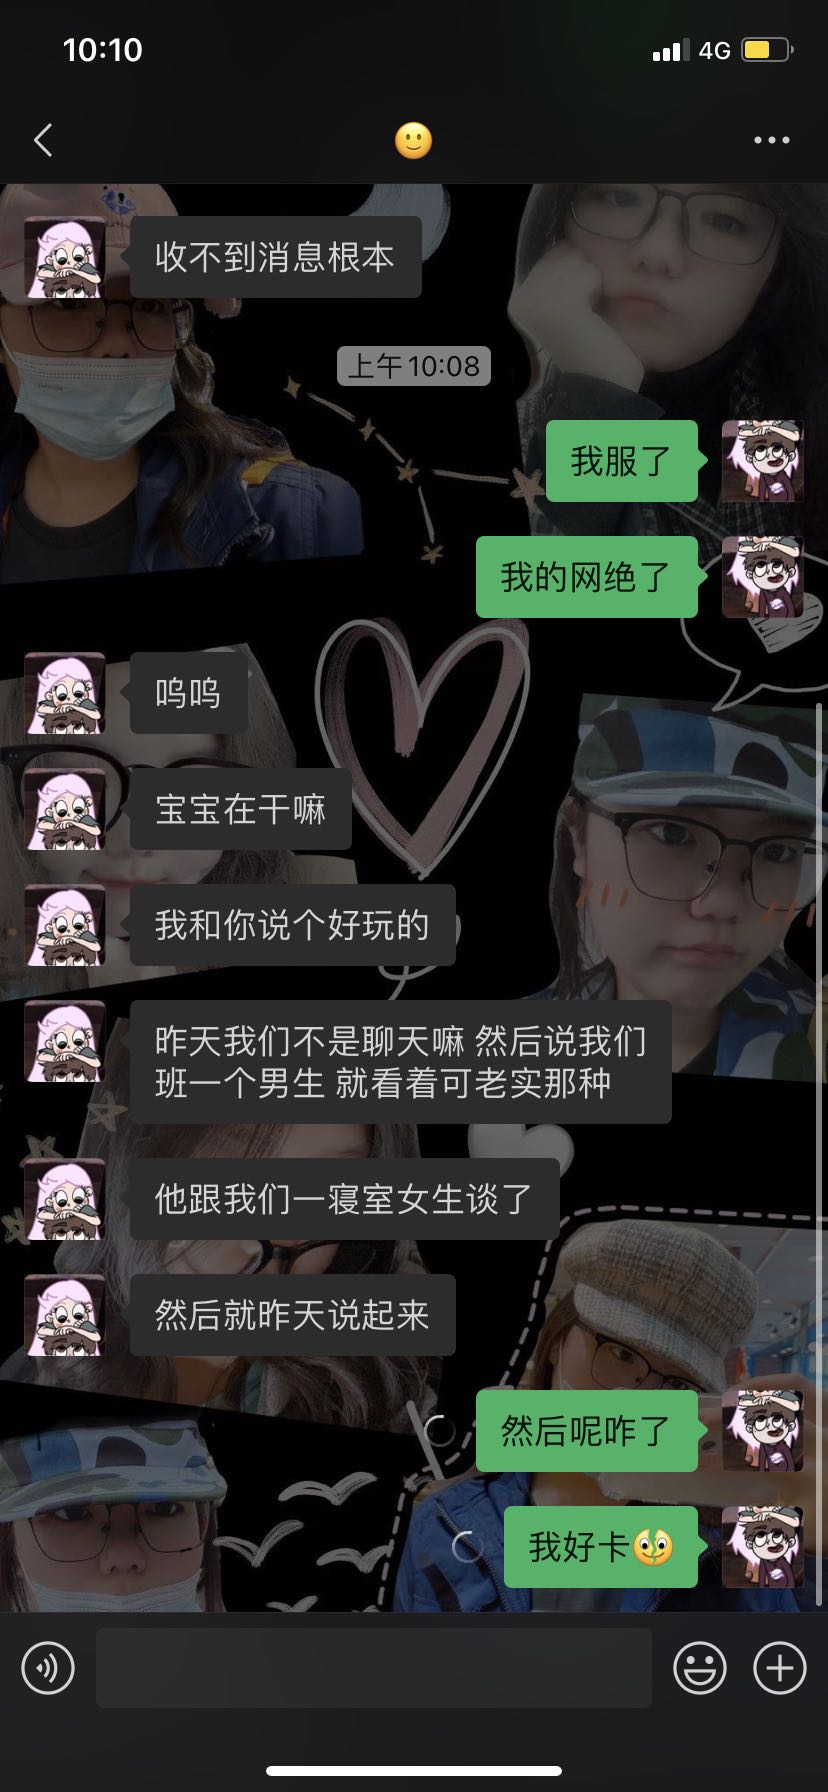 10:10
4G
收不到消息根本
上午10:08
我服了
我的网绝了
呜呜
宝宝在干嘛
我和你说个好玩的
昨天我们不是聊天嘛 然后说我们
班一个男生 就看着可老实那种
他跟我们一寝室女生谈了
然后就昨天说起来
然后呢咋了
我好卡